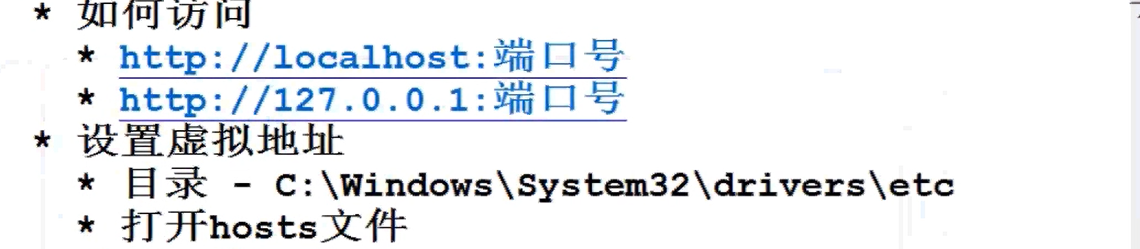 * 如何访问
* http://localhost:端口号
* http://127.0.0.1:端口号
* 设置虚拟地址
* 目录 - C:\Windows\System32\drivers\etc
* 打开hosts文件